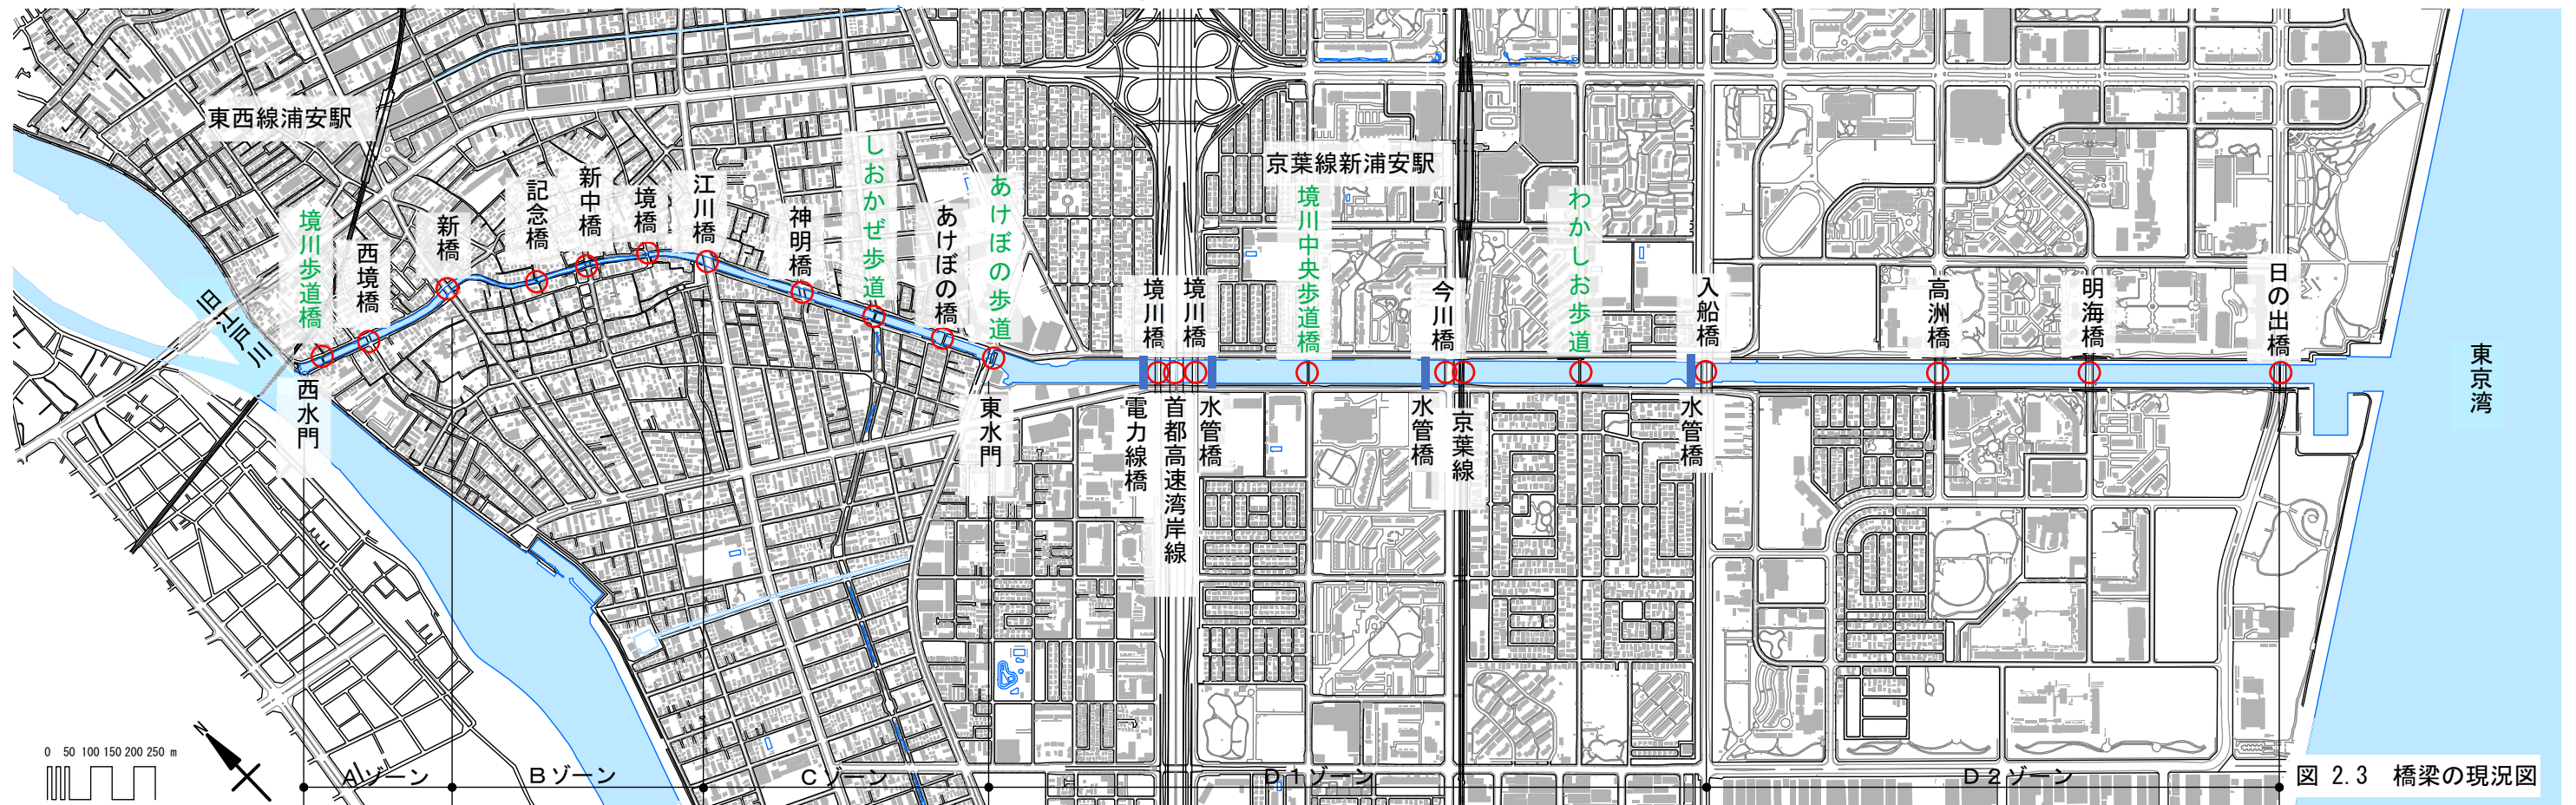 東西線浦安駅
京葉線新浦安駅
境川歩道橋
西境橋
新橋
記念橋
新中橋
境橋
江川橋
神明橋
しおかぜ歩道
あけぼの橋
あけぼの歩道
境川橋
境川橋
境川中央歩道橋
今川橋
わかしお歩道
入船橋
高洲橋
明海橋
日の出橋
旧江戸川
東京湾
西水門
東水門
電力線橋
首都高速湾岸線
水管橋
水管橋
京葉線
水管橋
N
0 50 100 150 200 250 m
Aゾーン
Bゾーン
Cゾーン
D1ゾーン
D2ゾーン
図 2.3 橋梁の現況図